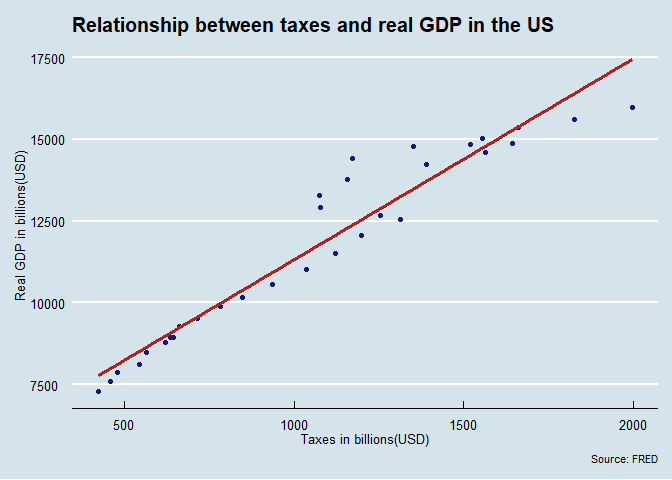 Relationship between taxes and real GDP in the US
17500
15000
12500
10000
7500
Real GDP in billions(USD)
500 1000 1500 2000
Taxes in billions(USD)
Source: FRED